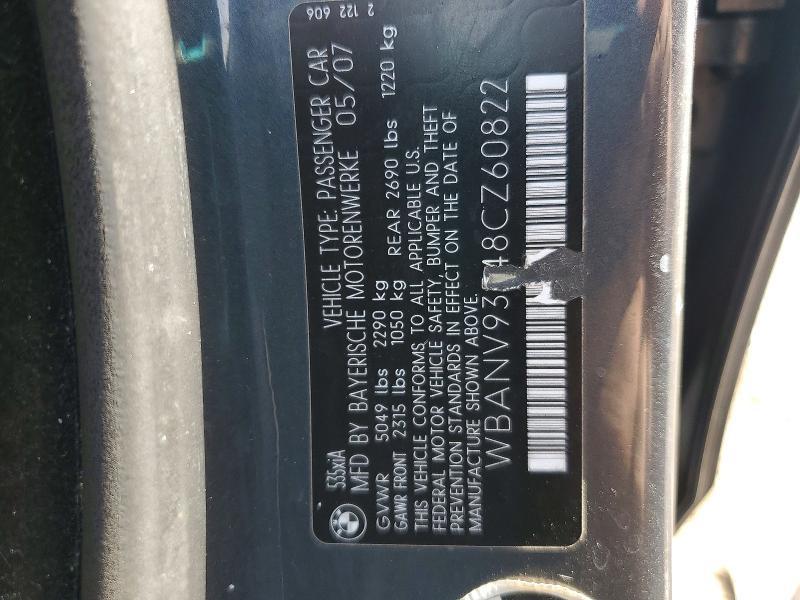 2 122 606
535xiA
VEHICLE TYPE: PASSENGER CAR
MFD BY BAYERISCHE MOTORENWERKE 05/07
GVWR 5049 lbs 2290 kg
GAWR FRONT 2315 lbs 1050 kg REAR 2690 lbs 1220 kg
THIS VEHICLE CONFORMS TO ALL APPLICABLE U.S.
FEDERAL MOTOR VEHICLE SAFETY, BUMPER AND THEFT
PREVENTION STANDARDS IN EFFECT ON THE DATE OF
MANUFACTURE SHOWN ABOVE.